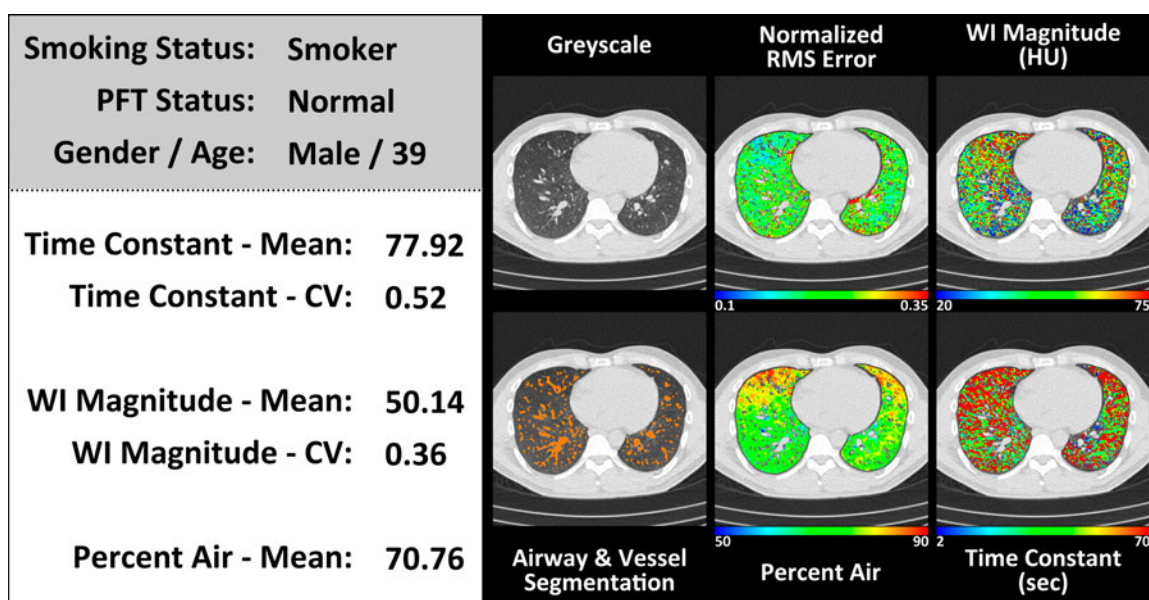 Smoking Status: Smoker
PFT Status: Normal
Gender / Age: Male / 39
Time Constant - Mean: 77.92
Time Constant - CV: 0.52
WI Magnitude - Mean: 50.14
WI Magnitude - CV: 0.36
Percent Air - Mean: 70.76
Greyscale
Normalized
RMS Error
WI Magnitude
(HU)
0.1 0.35
20 75
50 90
2 70
Airway & Vessel
Segmentation
Percent Air
Time Constant
(sec)